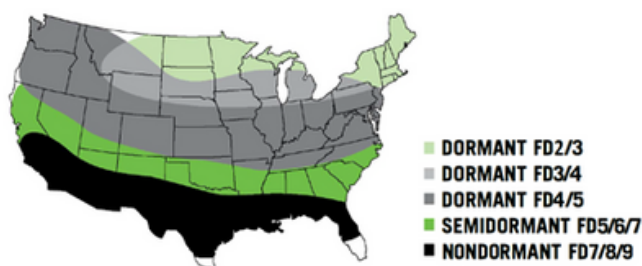 DORMANT FD2/3
DORMANT FD3/4
DORMANT FD4/5
SEMIDORMANT FD5/6/7
NONDORMANT FD7/8/9